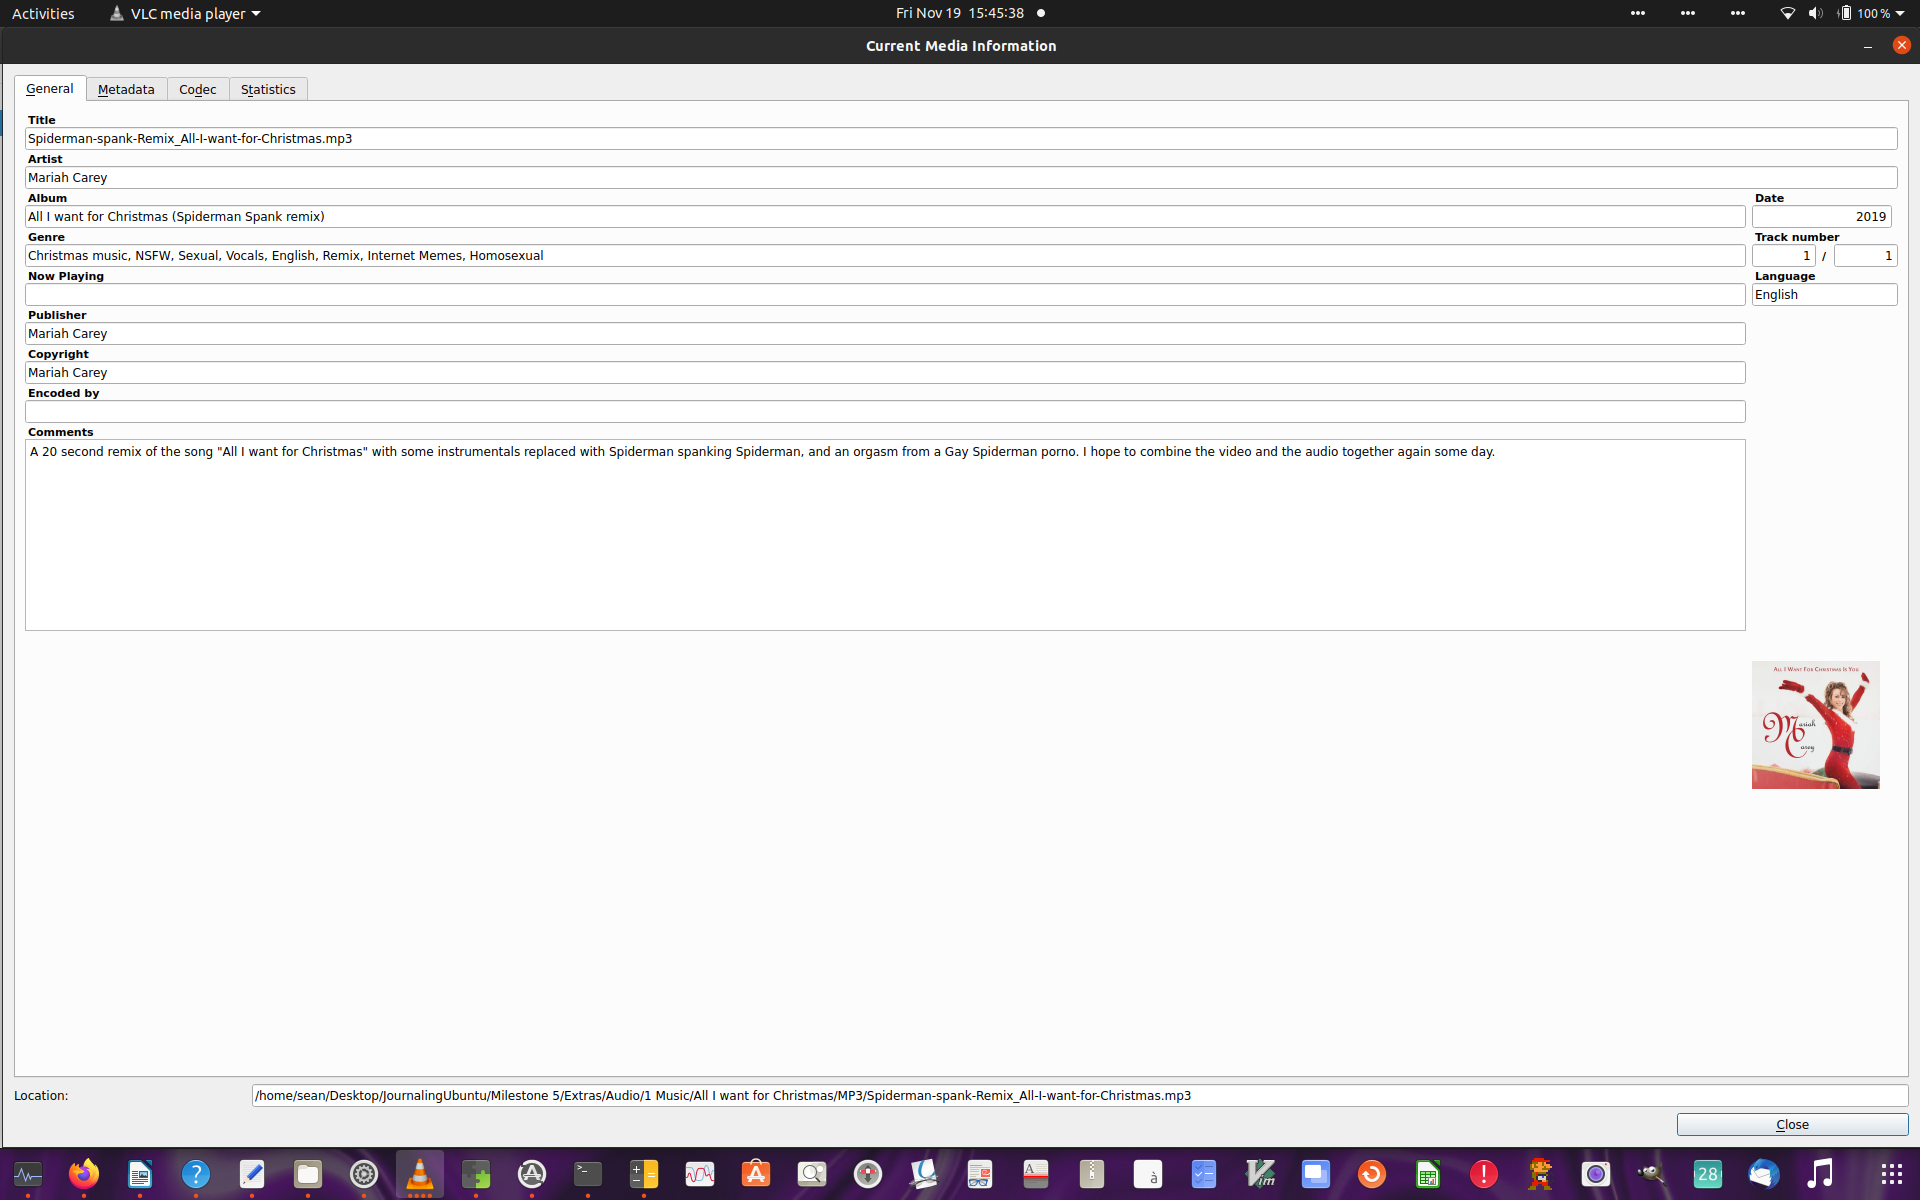 Activities VLC media player Fri Nov 19 15:45:38 100 %
Current Media Information
General Metadata Codec Statistics
Title
Spiderman-spank-Remix_All-I-want-for-Christmas.mp3
Artist
Mariah Carey
Album Date
All I want for Christmas (Spiderman Spank remix) 2019
Genre Track number
Christmas music, NSFW, Sexual, Vocals, English, Remix, Internet Memes, Homosexual 1 / 1
Now Playing Language
English
Publisher
Mariah Carey
Copyright
Mariah Carey
Encoded by
Comments
A 20 second remix of the song "All I want for Christmas" with some instrumentals replaced with Spiderman spanking Spiderman, and an orgasm from a Gay Spiderman porno. I hope to combine the video and the audio together again some day.
All I Want For Christmas Is You
Mariah
Carey
Location: /home/sean/Desktop/JournalingUbuntu/Milestone 5/Extras/Audio/1 Music/All I want for Christmas/MP3/Spiderman-spank-Remix_All-I-want-for-Christmas.mp3
Close
28